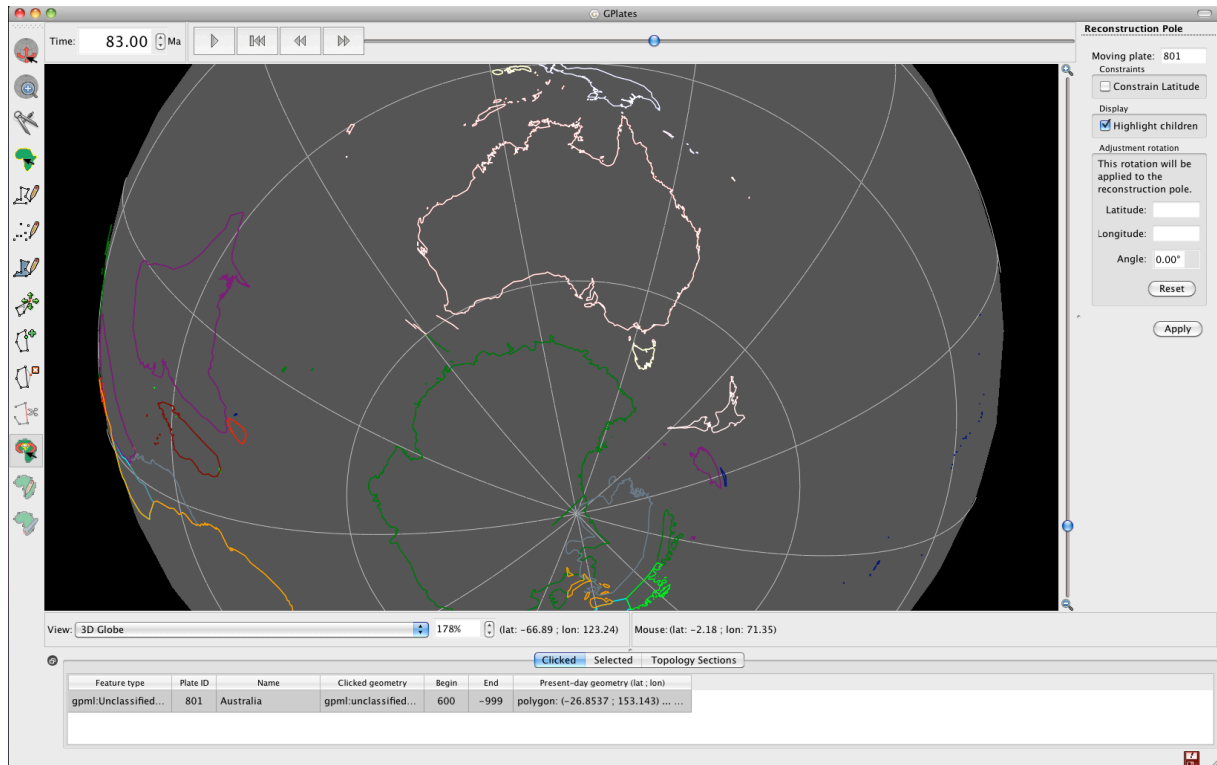 GPlates
Time: 83.00 Ma
Reconstruction Pole
Moving plate: 801
Constraints
Constrain Latitude
Display
Highlight children
Adjustment rotation
This rotation will be
applied to the
reconstruction pole.
Latitude:
Longitude:
Angle: 0.00°
Reset
Apply
View: 3D Globe 178% (lat: -66.89 ; lon: 123.24) Mouse: (lat: -2.18 ; lon: 71.35)
Clicked Selected Topology Sections
Feature type Plate ID Name Clicked geometry Begin End Present-day geometry (lat ; lon)
gpml:Unclassified... 801 Australia gpml:unclassified... 600 -999 polygon: (-26.8537 ; 153.143) ... ...